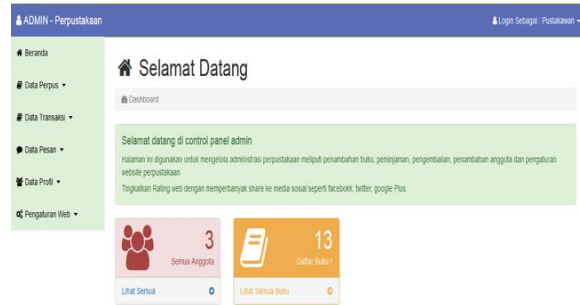 ADMIN - Perpustakaan
Login Sebagai : Pustakawan
Beranda
Data Perpus
Data Transaksi
Data Pesan
Data Profil
Pengaturan Web
Selamat Datang
Dashboard
Selamat datang di control panel admin
Halaman ini digunakan untuk mengelola administrasi perpustakaan meliputi penambahan buku, peminjaman, pengembalian, penambahan anggota dan pengaturan
website perpustakaan
Tingkatkan Rating web dengan memperbanyak share ke media sosial seperti facebokk, twitter, google Plus.
3
Semua Anggota
Lihat Semua
13
Daftar Buku !
Lihat Semua Buku